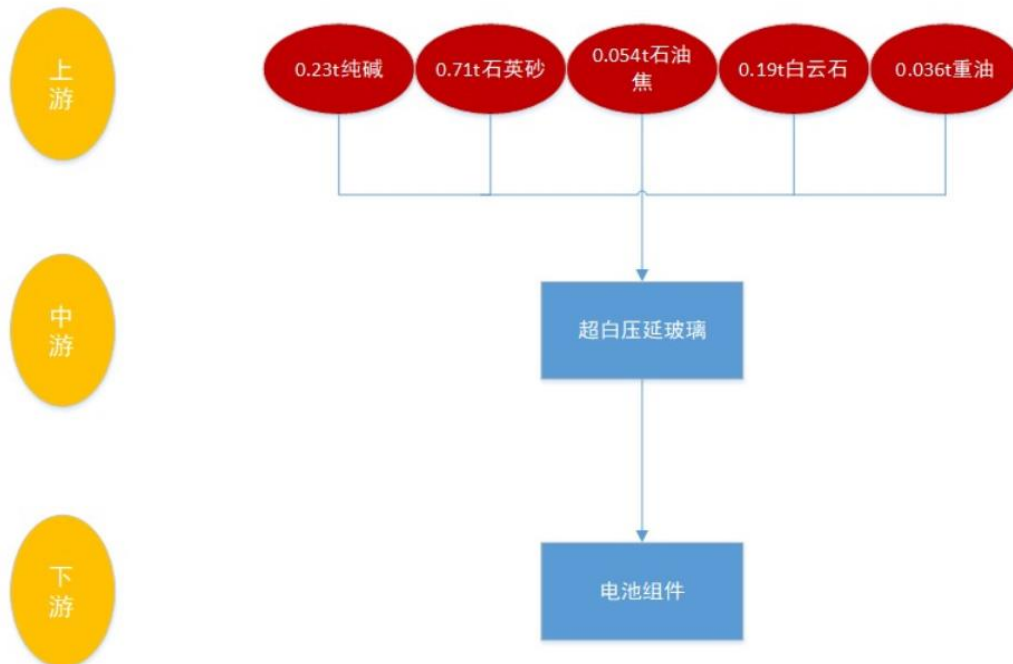 上
游
0.23t纯碱
0.71t石英砂
0.054t石油
焦
0.19t白云石
0.036t重油
中
游
超白压延玻璃
下
游
电池组件